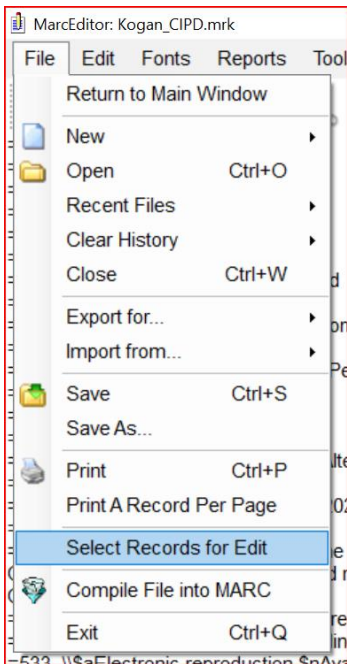 MarcEditor: Kogan_CIPD.mrk
File Edit Fonts Reports Tool
Return to Main Window
New
Open Ctrl+O
Recent Files
Clear History
Close Ctrl+W
Export for...
Import from...
Save Ctrl+S
Save As...
Print Ctrl+P
Print A Record Per Page
Select Records for Edit
Compile File into MARC
Exit Ctrl+Q
=533 \\$aElectronic reproduction.$nAva